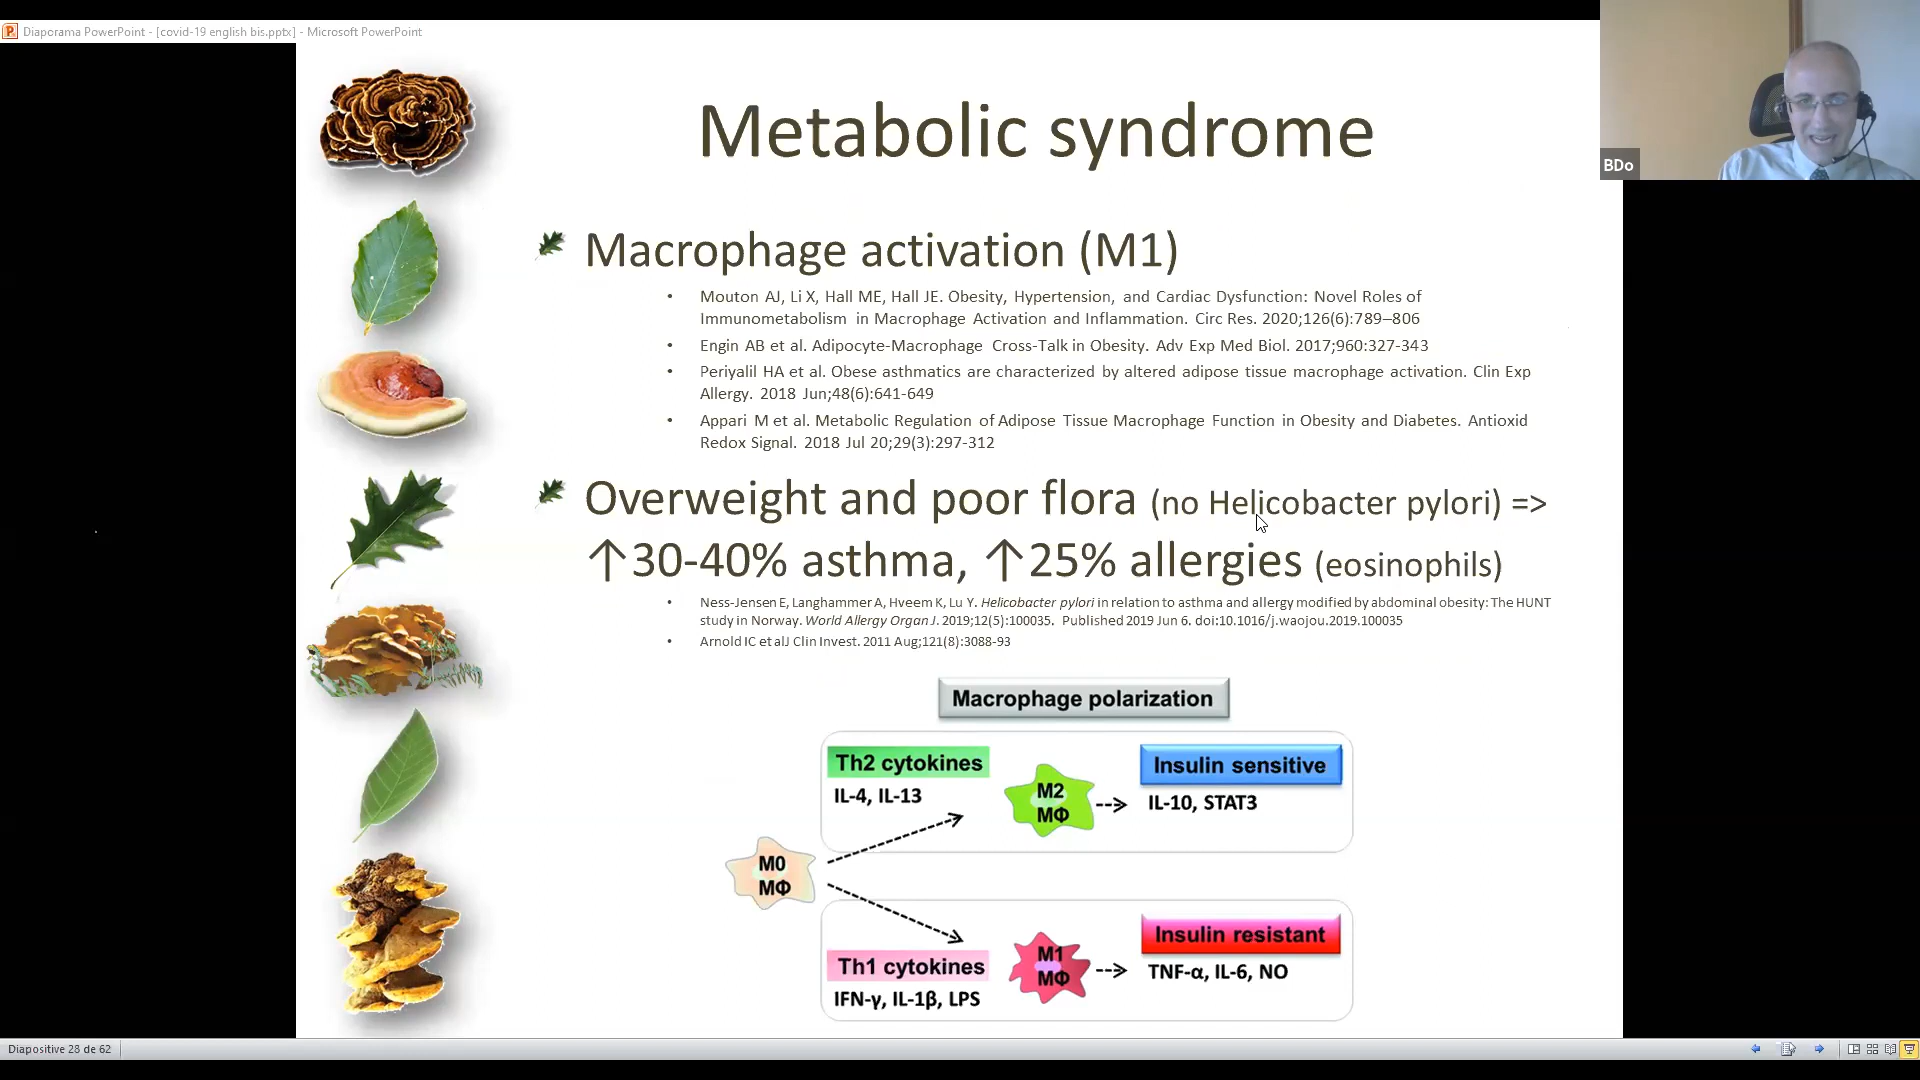 Diaporama PowerPoint - [covid-19 english bis.pptx] - Microsoft PowerPoint
BDo
Metabolic syndrome
Macrophage activation (M1)
• Mouton AJ, Li X, Hall ME, Hall JE. Obesity, Hypertension, and Cardiac Dysfunction: Novel Roles of
Immunometabolism in Macrophage Activation and Inflammation. Circ Res. 2020;126(6):789–806
• Engin AB et al. Adipocyte-Macrophage Cross-Talk in Obesity. Adv Exp Med Biol. 2017;960:327-343
• Periyalil HA et al. Obese asthmatics are characterized by altered adipose tissue macrophage activation. Clin Exp
Allergy. 2018 Jun;48(6):641-649
• Appari M et al. Metabolic Regulation of Adipose Tissue Macrophage Function in Obesity and Diabetes. Antioxid
Redox Signal. 2018 Jul 20;29(3):297-312
Overweight and poor flora (no Helicobacter pylori) =>
↑30-40% asthma, ↑25% allergies (eosinophils)
• Ness-Jensen E, Langhammer A, Hveem K, Lu Y. Helicobacter pylori in relation to asthma and allergy modified by abdominal obesity: The HUNT
study in Norway. World Allergy Organ J. 2019;12(5):100035. Published 2019 Jun 6. doi:10.1016/j.waojou.2019.100035
• Arnold IC et alJ Clin Invest. 2011 Aug;121(8):3088-93
Macrophage polarization
Th2 cytokines
IL-4, IL-13
M2
MΦ
Insulin sensitive
IL-10, STAT3
M0
MΦ
Th1 cytokines
IFN-γ, IL-1β, LPS
M1
MΦ
Insulin resistant
TNF-α, IL-6, NO
Diapositive 28 de 62